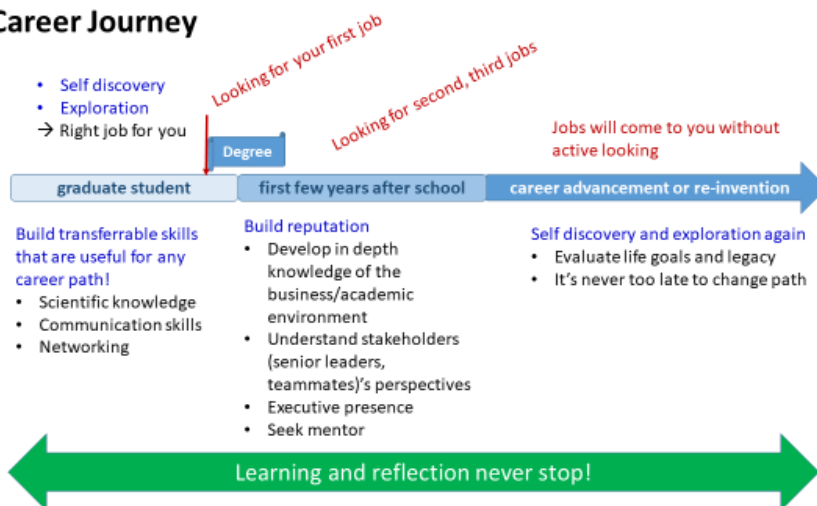 Career Journey
Looking for your first job
Looking for second, third jobs
• Self discovery
• Exploration
→ Right job for you
Jobs will come to you without
active looking
Degree
graduate student
first few years after school
career advancement or re-invention
Build transferrable skills
that are useful for any
career path!
• Scientific knowledge
• Communication skills
• Networking
Build reputation
• Develop in depth
knowledge of the
business/academic
environment
• Understand stakeholders
(senior leaders,
teammates)'s perspectives
• Executive presence
• Seek mentor
Self discovery and exploration again
• Evaluate life goals and legacy
• It's never too late to change path
Learning and reflection never stop!